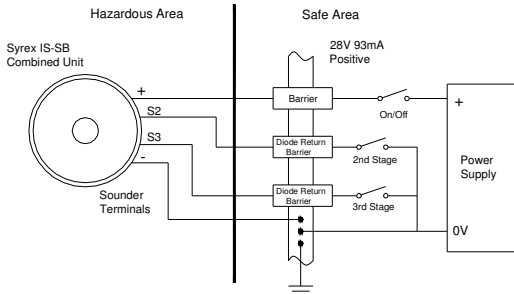 Hazardous Area
Safe Area
Syrex IS-SB
Combined Unit
28V 93mA
Positive
+
Barrier
On/Off
+
S2
S3
-
Diode Return
Barrier
2nd Stage
Power
Supply
Diode Return
Barrier
3rd Stage
Sounder
Terminals
0V